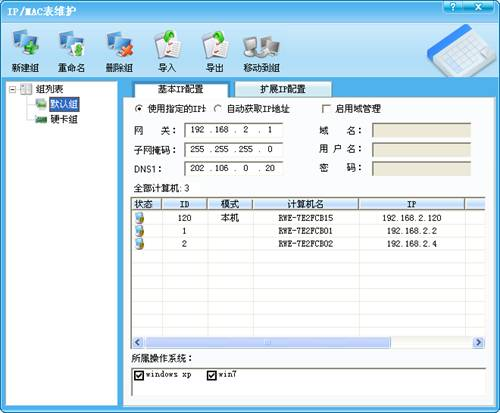 IP/MAC表维护
新建组 重命名 删除组 导入 导出 移动到组
组列表
默认组
硬卡组
基本IP配置 扩展IP配置
使用指定的IP: 自动获取IP地址 启用域管理
网 关: 192 .168 . 2 . 1 域 名:
子网掩码: 255 .255 .255 . 0 用 户 名:
DNS1: 202 .106 . 0 . 20 密 码:
全部计算机: 3
状态 ID 模式 计算机名 IP
120 本机 RWE-7E2FCB15 192.168.2.120
1 RWE-7E2FCB01 192.168.2.2
2 RWE-7E2FCB02 192.168.2.4
所属操作系统:
windows xp win7